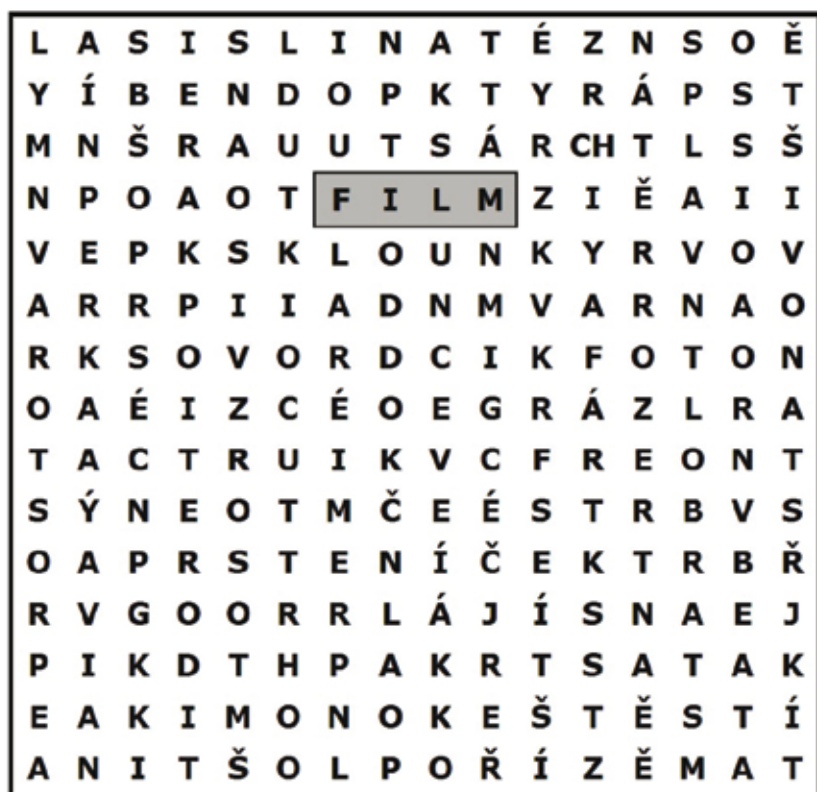 L A S I S L I N A T É Z N S O Ě
Y Í B E N D O P K T Y R Á P S T
M N Š R A U U T S Á R CH T L S Š
N P O A O T F I L M Z I Ě A I I
V E P K S K L O U N K Y R V O V
A R R P I I A D N M V A R N A O
R K S O V O R D C I K F O T O N
O A É I Z C É O E G R Á Z L R A
T A C T R U I K V C F R E O N T
S Ý N E O T M Č E É S T R B V S
O A P R S T E N Í Č E K T R B Ř
R V G O O R R L Á J Í S N A E J
P I K D T H P A K R T S A T A K
E A K I M O N O K E Š T Ě S T Í
A N I T Š O L P O Ř Í Z Ě M A T